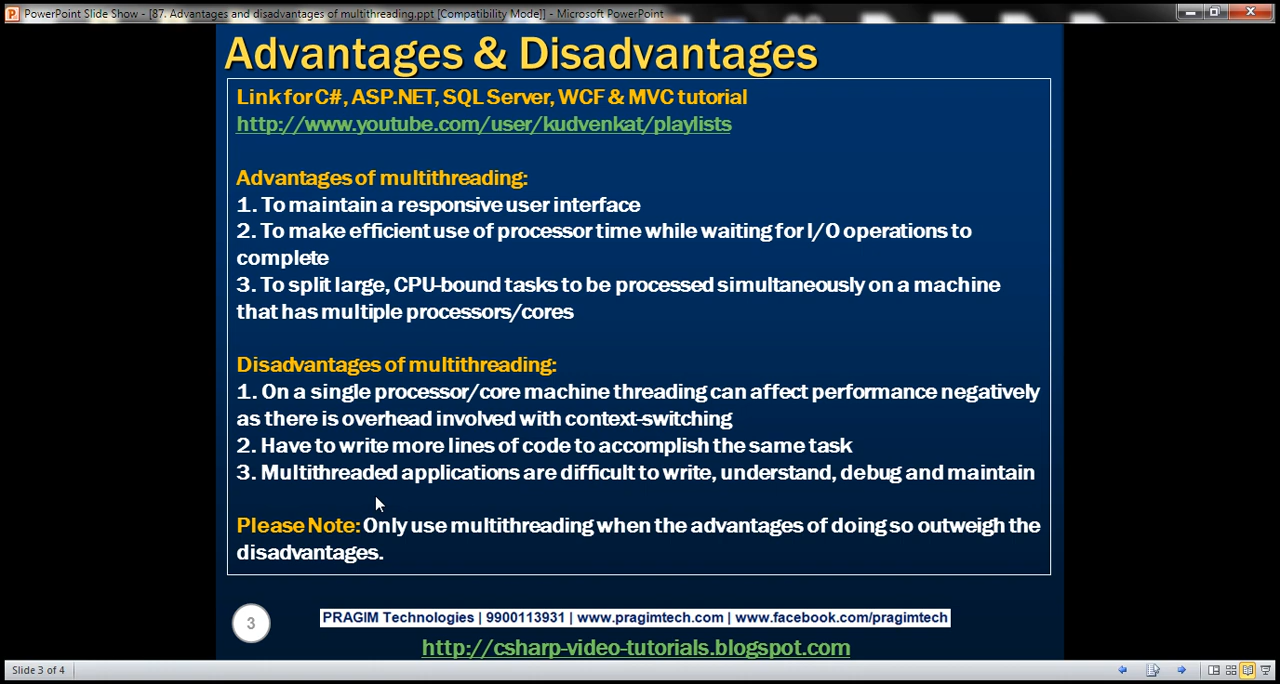 PowerPoint Slide Show - [87. Advantages and disadvantages of multithreading.ppt [Compatibility Mode]] - Microsoft PowerPoint
Advantages & Disadvantages
Link for C#, ASP.NET, SQL Server, WCF & MVC tutorial
http://www.youtube.com/user/kudvenkat/playlists
Advantages of multithreading:
1. To maintain a responsive user interface
2. To make efficient use of processor time while waiting for I/O operations to
complete
3. To split large, CPU-bound tasks to be processed simultaneously on a machine
that has multiple processors/cores
Disadvantages of multithreading:
1. On a single processor/core machine threading can affect performance negatively
as there is overhead involved with context-switching
2. Have to write more lines of code to accomplish the same task
3. Multithreaded applications are difficult to write, understand, debug and maintain
Please Note: Only use multithreading when the advantages of doing so outweigh the
disadvantages.
3
PRAGIM Technologies | 9900113931 | www.pragimtech.com | www.facebook.com/pragimtech
http://csharp-video-tutorials.blogspot.com
Slide 3 of 4